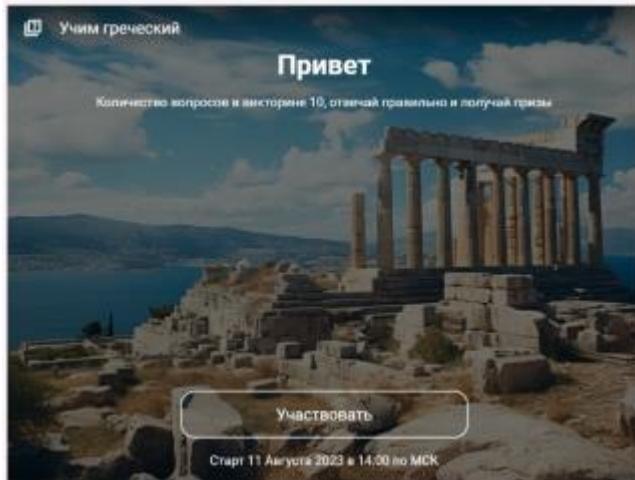 Учим греческий
Привет
Количество вопросов в викторине 10, отвечай правильно и получай призы
Участвовать
Старт 11 Августа 2023 в 14:00 по МСК